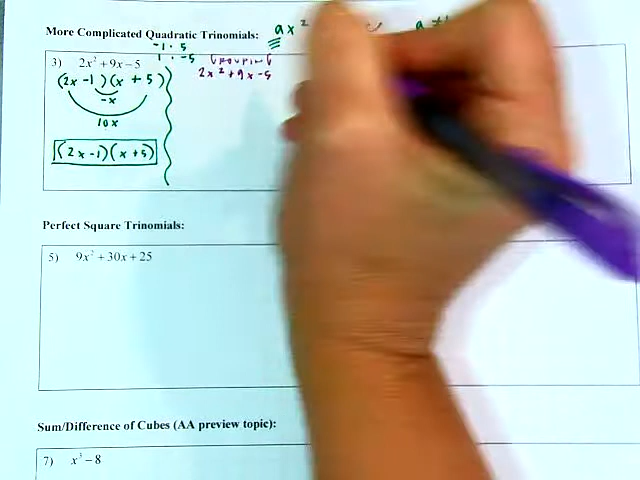 More Complicated Quadratic Trinomials: ax²
-1 · 5
3) 2x² + 9x - 5 1 · -5
(2x - 1)(x + 5)
-x
10x
(2x - 1)(x + 5)
2x² + 9x - 5
Perfect Square Trinomials:
5) 9x² + 30x + 25
Sum/Difference of Cubes (AA preview topic):
7) x³ - 8